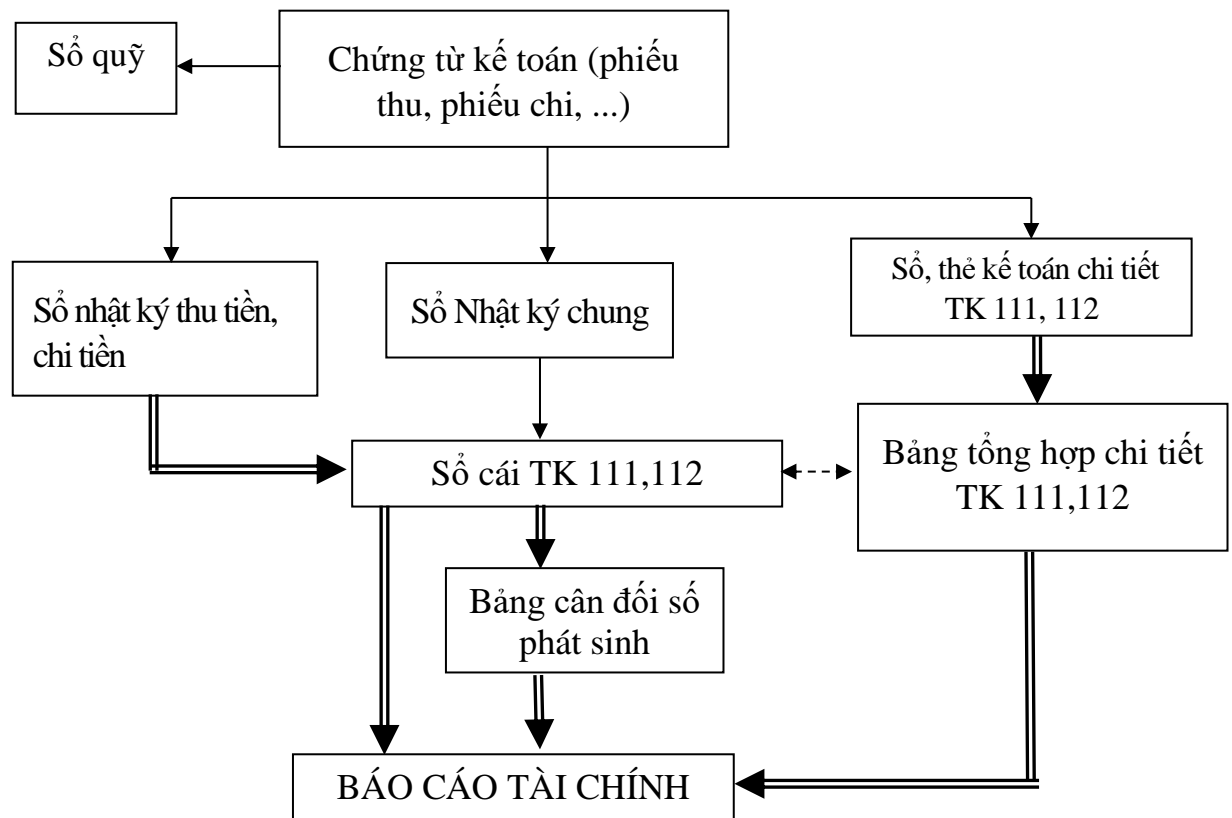 Sổ quỹ
Chứng từ kế toán (phiếu
thu, phiếu chi, ...)
Sổ nhật ký thu tiền,
chi tiền
Sổ Nhật ký chung
Sổ, thẻ kế toán chi tiết
TK 111, 112
Sổ cái TK 111,112
Bảng tổng hợp chi tiết
TK 111,112
Bảng cân đối số
phát sinh
BÁO CÁO TÀI CHÍNH